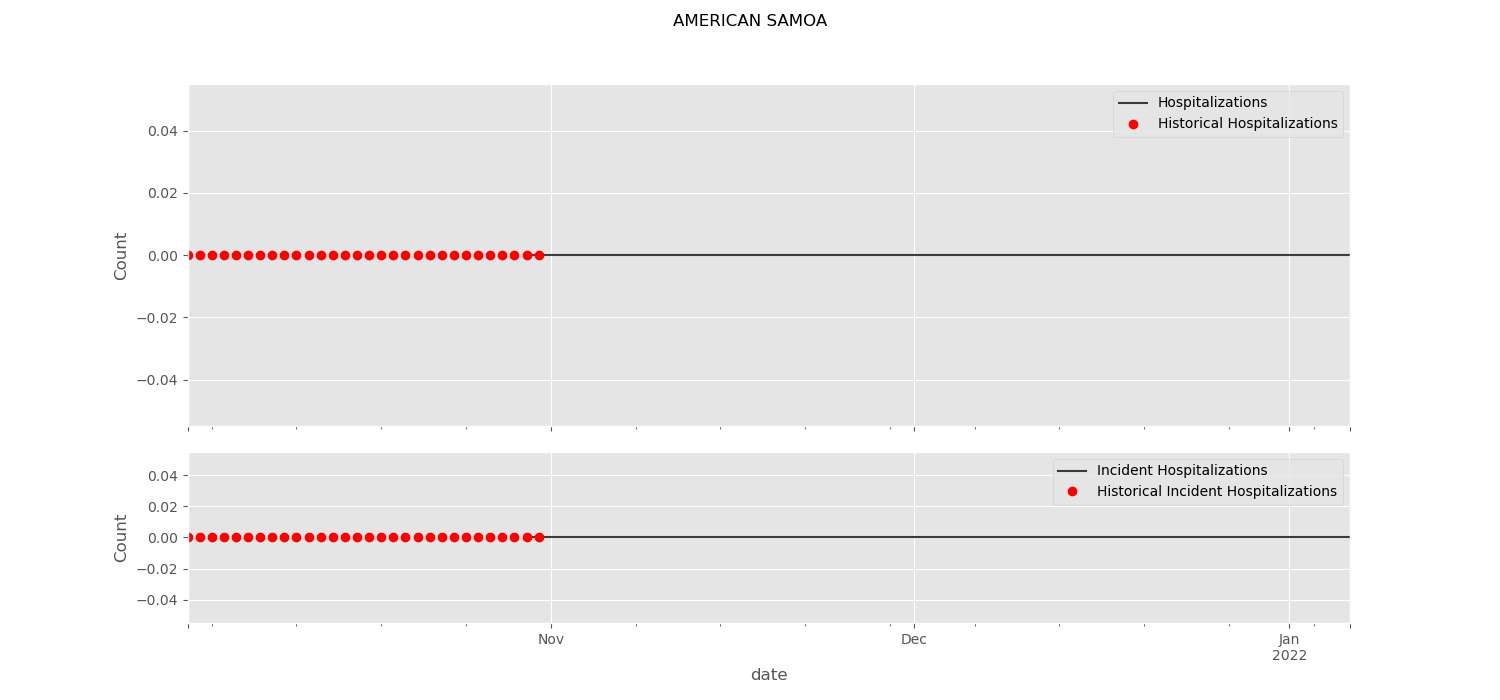 AMERICAN SAMOA
Hospitalizations
Historical Hospitalizations
0.04
0.02
0.00
−0.02
−0.04
Count
Incident Hospitalizations
Historical Incident Hospitalizations
0.04
0.02
0.00
−0.02
−0.04
Count
Nov
Dec
Jan
2022
date